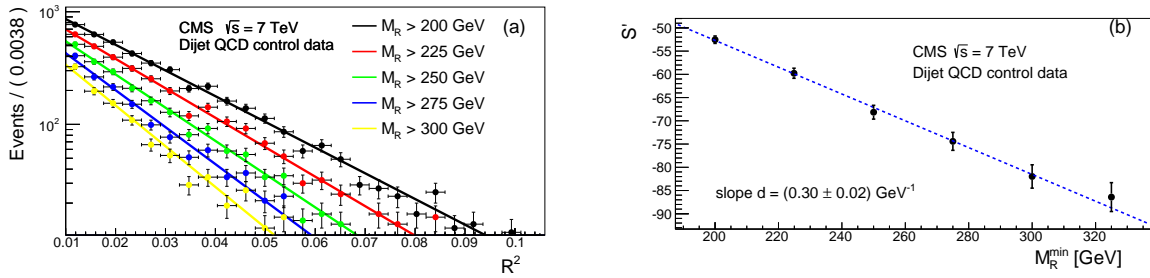 CMS √s = 7 TeV
Dijet QCD control data
(a)
M_R > 200 GeV
M_R > 225 GeV
M_R > 250 GeV
M_R > 275 GeV
M_R > 300 GeV
Events / ( 0.0038 )
10³
10²
0.01 0.02 0.03 0.04 0.05 0.06 0.07 0.08 0.09 0.1
R²
(b)
CMS √s = 7 TeV
Dijet QCD control data
slope d = (0.30 ± 0.02) GeV⁻¹
-50
-55
-60
-65
-70
-75
-80
-85
-90
200 220 240 260 280 300 320
M_R^min [GeV]